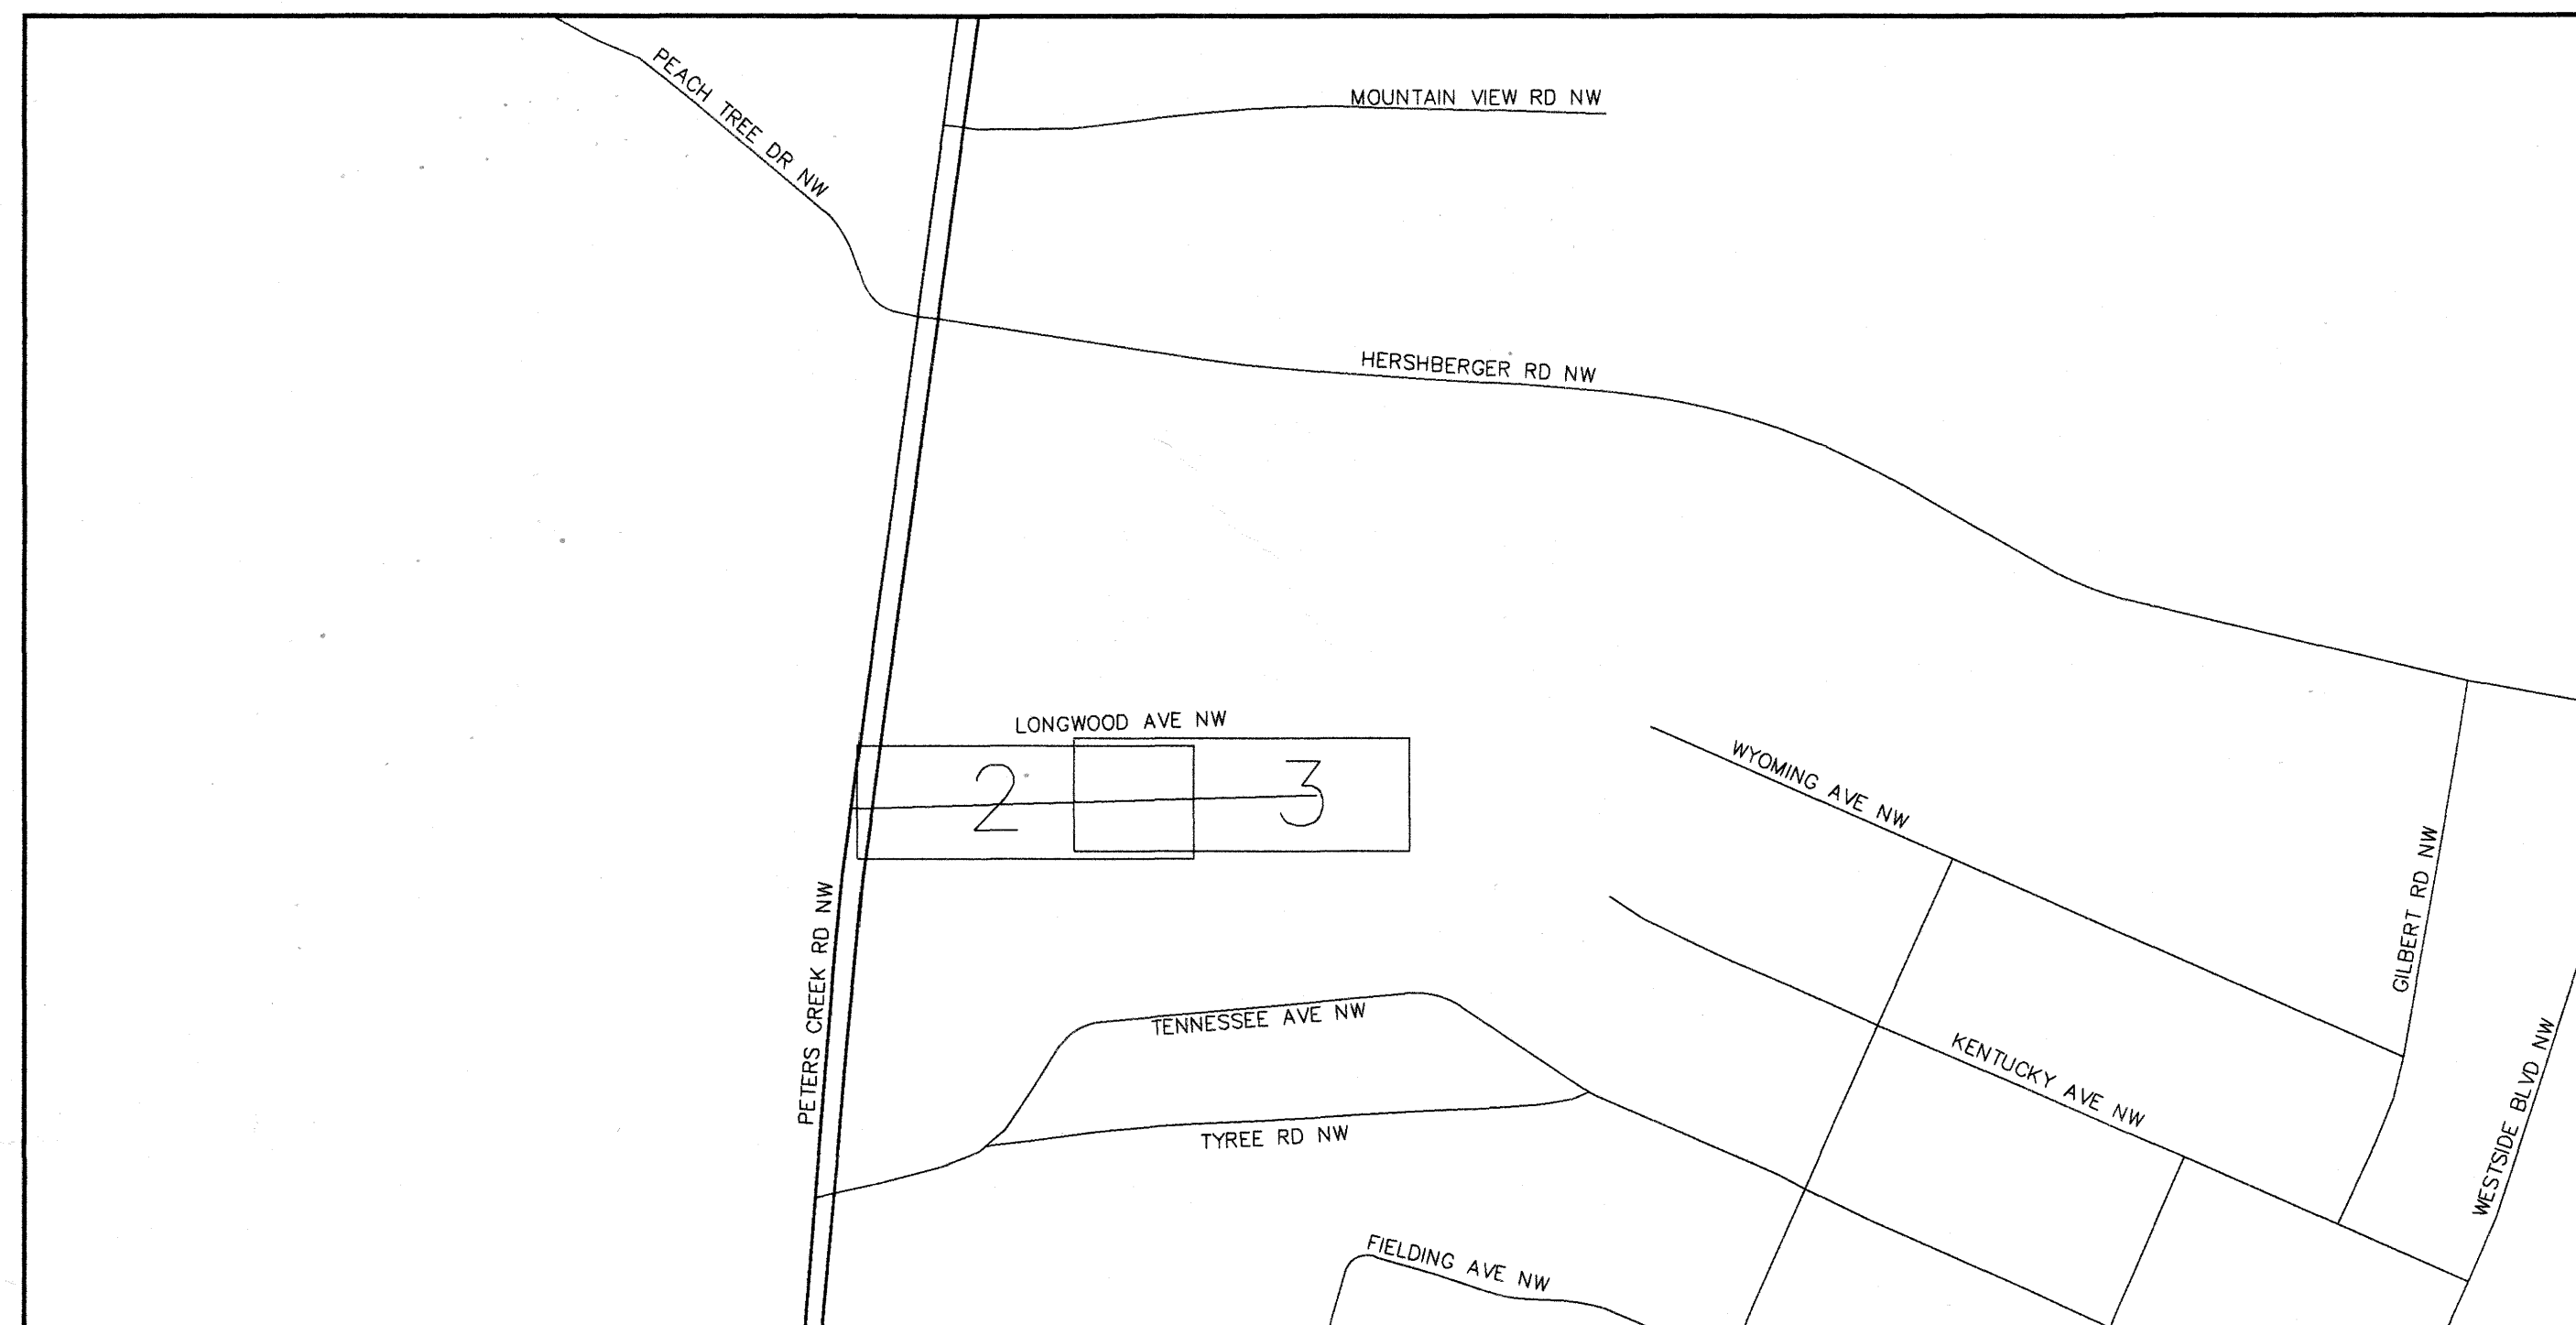 PEACH TREE DR NW
MOUNTAIN VIEW RD NW
HERSHBERGER RD NW
LONGWOOD AVE NW
2
3
WYOMING AVE NW
GILBERT RD NW
PETERS CREEK RD NW
TENNESSEE AVE NW
KENTUCKY AVE NW
WESTSIDE BLVD NW
TYREE RD NW
FIELDING AVE NW